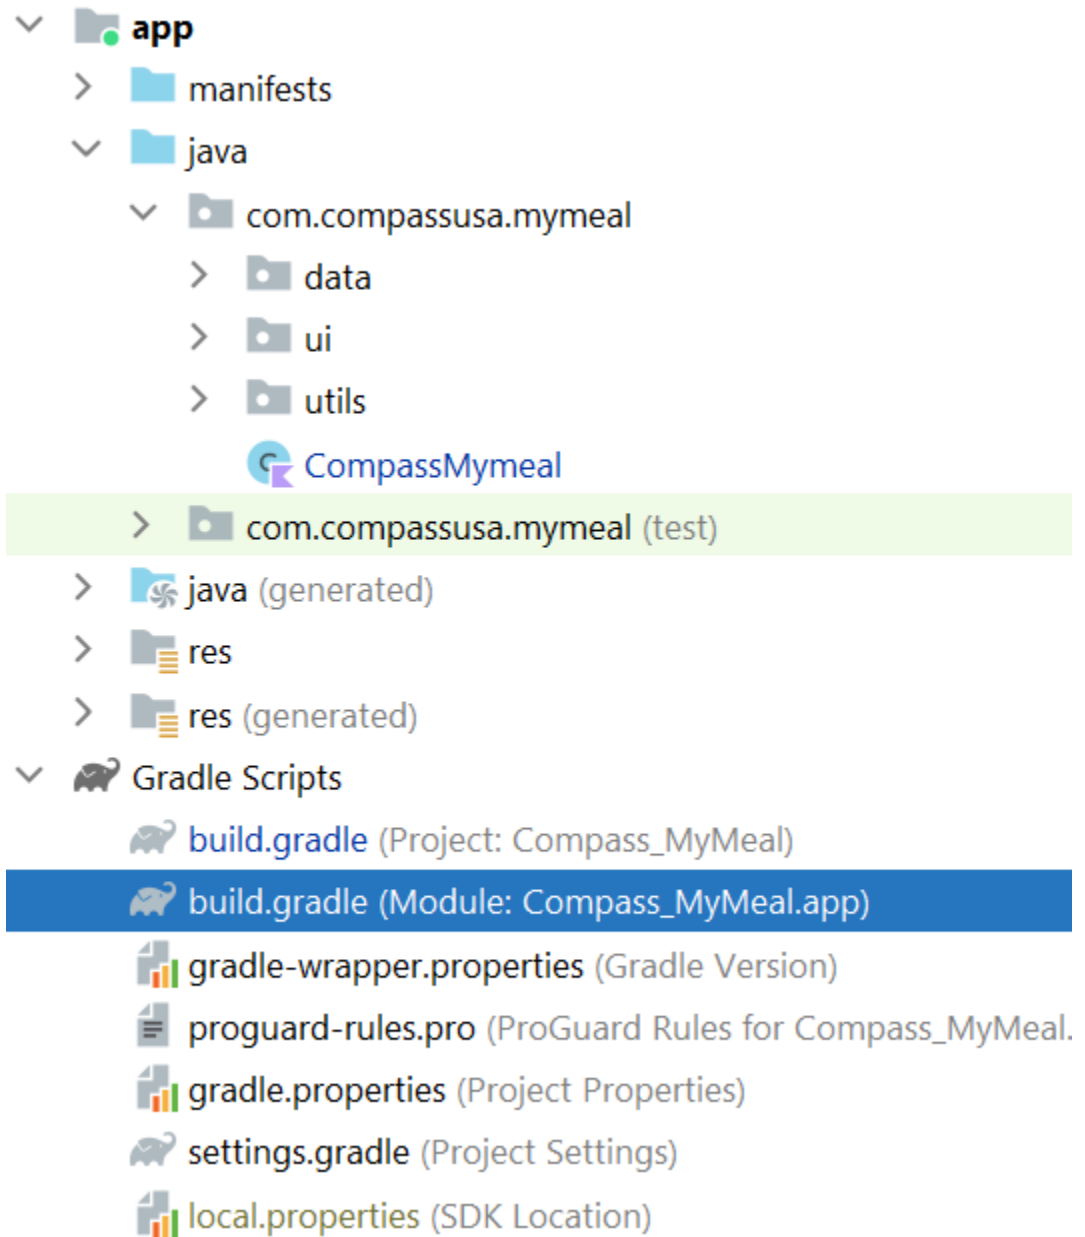 app
manifests
java
com.compassusa.mymeal
data
ui
utils
CompassMymeal
com.compassusa.mymeal (test)
java (generated)
res
res (generated)
Gradle Scripts
build.gradle (Project: Compass_MyMeal)
build.gradle (Module: Compass_MyMeal.app)
gradle-wrapper.properties (Gradle Version)
proguard-rules.pro (ProGuard Rules for Compass_MyMeal.
gradle.properties (Project Properties)
settings.gradle (Project Settings)
local.properties (SDK Location)